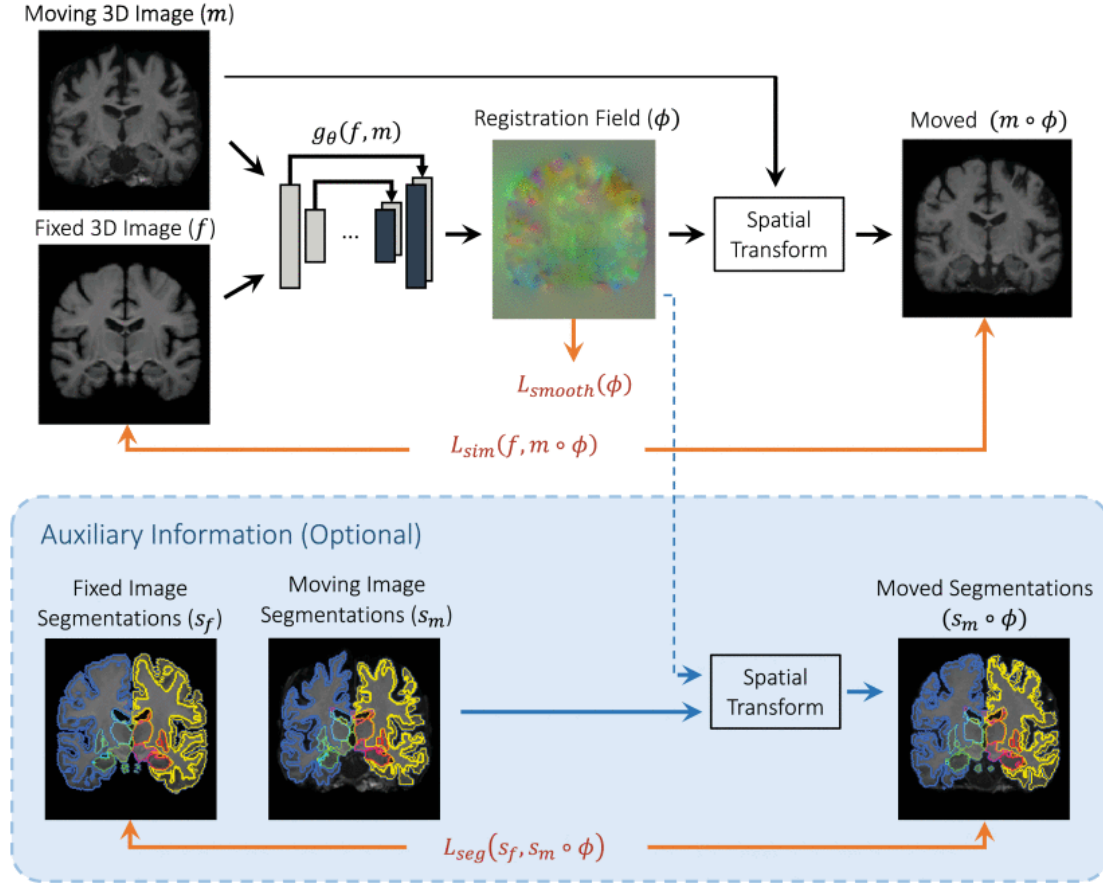 Moving 3D Image (m)
g_θ(f, m)
Registration Field (ϕ)
Moved (m ∘ ϕ)
Fixed 3D Image (f)
...
Spatial
Transform
L_smooth(ϕ)
L_sim(f, m ∘ ϕ)
Auxiliary Information (Optional)
Fixed Image
Segmentations (s_f)
Moving Image
Segmentations (s_m)
Moved Segmentations
(s_m ∘ ϕ)
Spatial
Transform
L_seg(s_f, s_m ∘ ϕ)